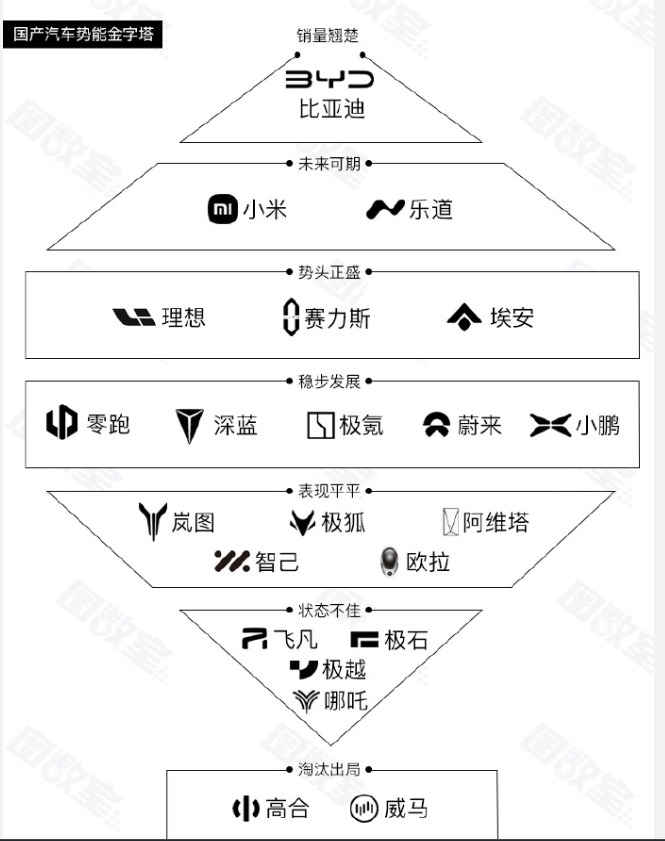 国产汽车势能金字塔
销量翘楚
BYD
比亚迪
未来可期
mi 小米 乐道
势头正盛
理想 赛力斯 埃安
稳步发展
零跑 深蓝 极氪 蔚来 小鹏
表现平平
岚图 极狐 阿维塔
智己 欧拉
状态不佳
飞凡 极石
极越
哪吒
淘汰出局
高合 威马
图数室